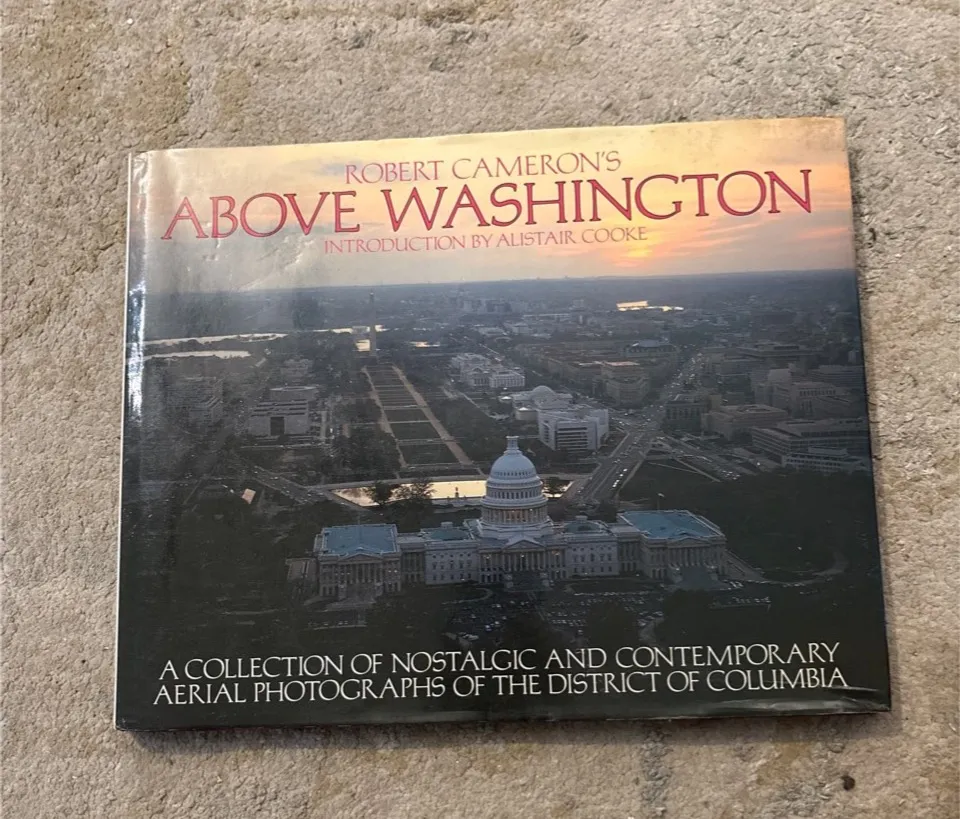 ROBERT CAMERON'S
ABOVE WASHINGTON
INTRODUCTION BY ALISTAIR COOKE
A COLLECTION OF NOSTALGIC AND CONTEMPORARY
AERIAL PHOTOGRAPHS OF THE DISTRICT OF COLUMBIA